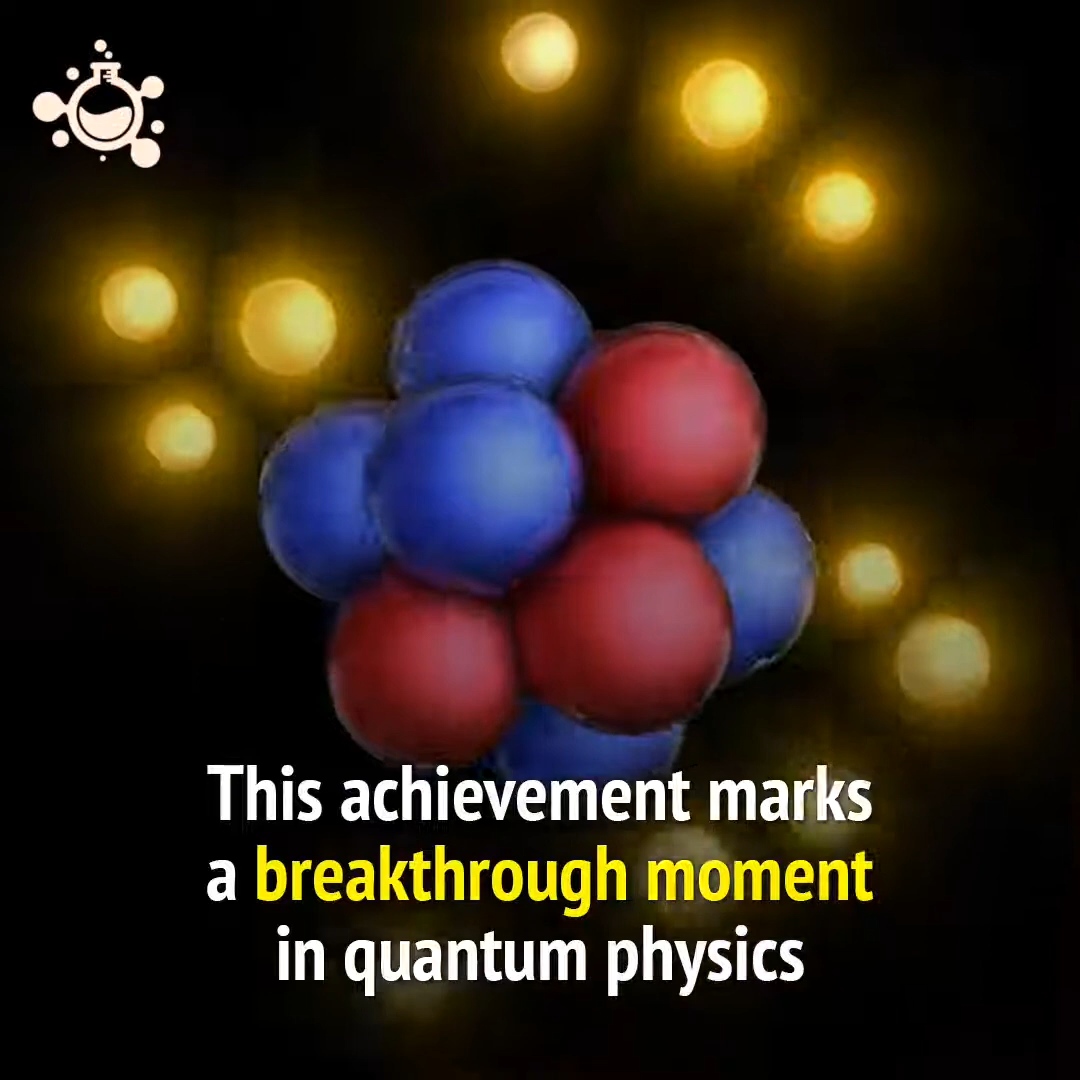 This achievement marks
a breakthrough moment
in quantum physics